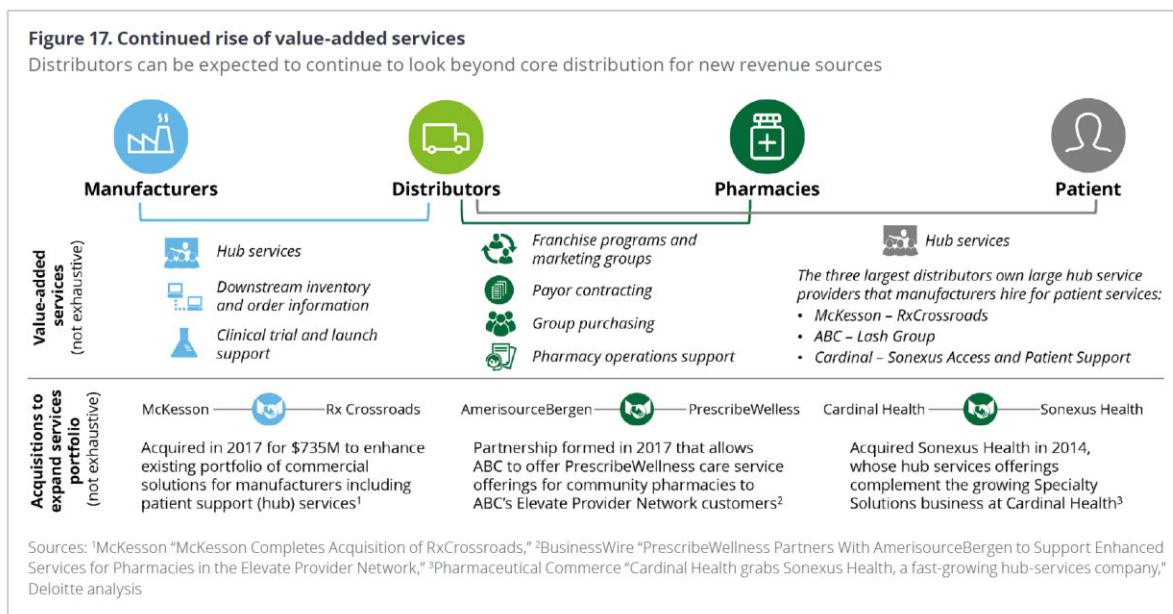 Figure 17. Continued rise of value-added services
Distributors can be expected to continue to look beyond core distribution for new revenue sources
Manufacturers
Distributors
Pharmacies
Patient
Value-added
services
(not exhaustive)
Hub services
Downstream inventory
and order information
Clinical trial and launch
support
Franchise programs and
marketing groups
Payor contracting
Group purchasing
Pharmacy operations support
Hub services
The three largest distributors own large hub service
providers that manufacturers hire for patient services:
• McKesson – RxCrossroads
• ABC – Lash Group
• Cardinal – Sonexus Access and Patient Support
Acquisitions to
expand services
portfolio
(not exhaustive)
McKesson
Rx Crossroads
Acquired in 2017 for $735M to enhance
existing portfolio of commercial
solutions for manufacturers including
patient support (hub) services¹
AmerisourceBergen
PrescribeWelless
Partnership formed in 2017 that allows
ABC to offer PrescribeWellness care service
offerings for community pharmacies to
ABC's Elevate Provider Network customers²
Cardinal Health
Sonexus Health
Acquired Sonexus Health in 2014,
whose hub services offerings
complement the growing Specialty
Solutions business at Cardinal Health³
Sources: ¹McKesson “McKesson Completes Acquisition of RxCrossroads,” ²BusinessWire “PrescribeWellness Partners With AmerisourceBergen to Support Enhanced
Services for Pharmacies in the Elevate Provider Network,” ³Pharmaceutical Commerce “Cardinal Health grabs Sonexus Health, a fast-growing hub-services company,”
Deloitte analysis